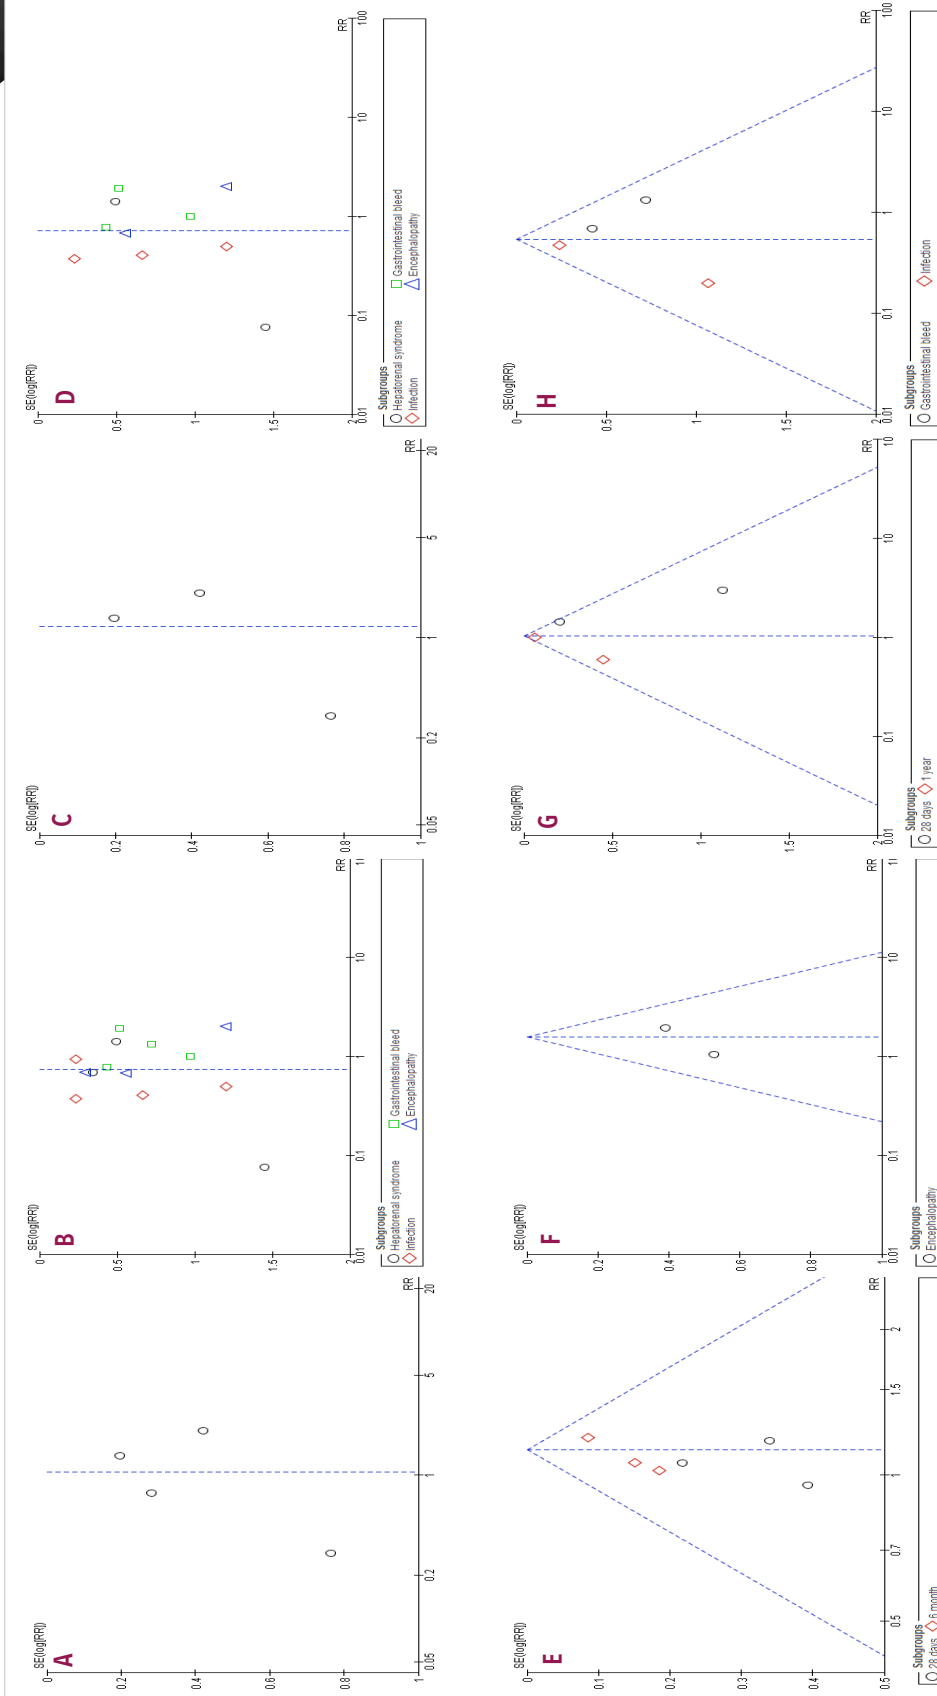 A
SE(log[RR])
0
0.2
0.4
0.6
0.8
1
0.05 0.2 1 5 20
RR
B
SE(log[RR])
0
0.5
1
1.5
2
0.01 0.1 1 10
RR
Subgroups
Hepatorenal syndrome Gastrointestinal bleed
Infection Encephalopathy
C
SE(log[RR])
0
0.2
0.4
0.6
0.8
1
0.05 0.2 1 5 20
RR
D
SE(log[RR])
0
0.5
1
1.5
2
0.01 0.1 1 10 100
RR
Subgroups
Hepatorenal syndrome Gastrointestinal bleed
Infection Encephalopathy
E
SE(log[RR])
0
0.1
0.2
0.3
0.4
0.5
0.5 0.7 1 1.5 2
RR
Subgroups
28 days 6 month
F
SE(log[RR])
0
0.2
0.4
0.6
0.8
1
0.01 0.1 1 10
RR
Subgroups
Encephalopathy
G
SE(log[RR])
0
0.5
1
1.5
2
0.01 0.1 1 10
RR
Subgroups
28 days 1 year
H
SE(log[RR])
0
0.5
1
1.5
2
0.01 0.1 1 10 100
RR
Subgroups
Gastrointestinal bleed Infection